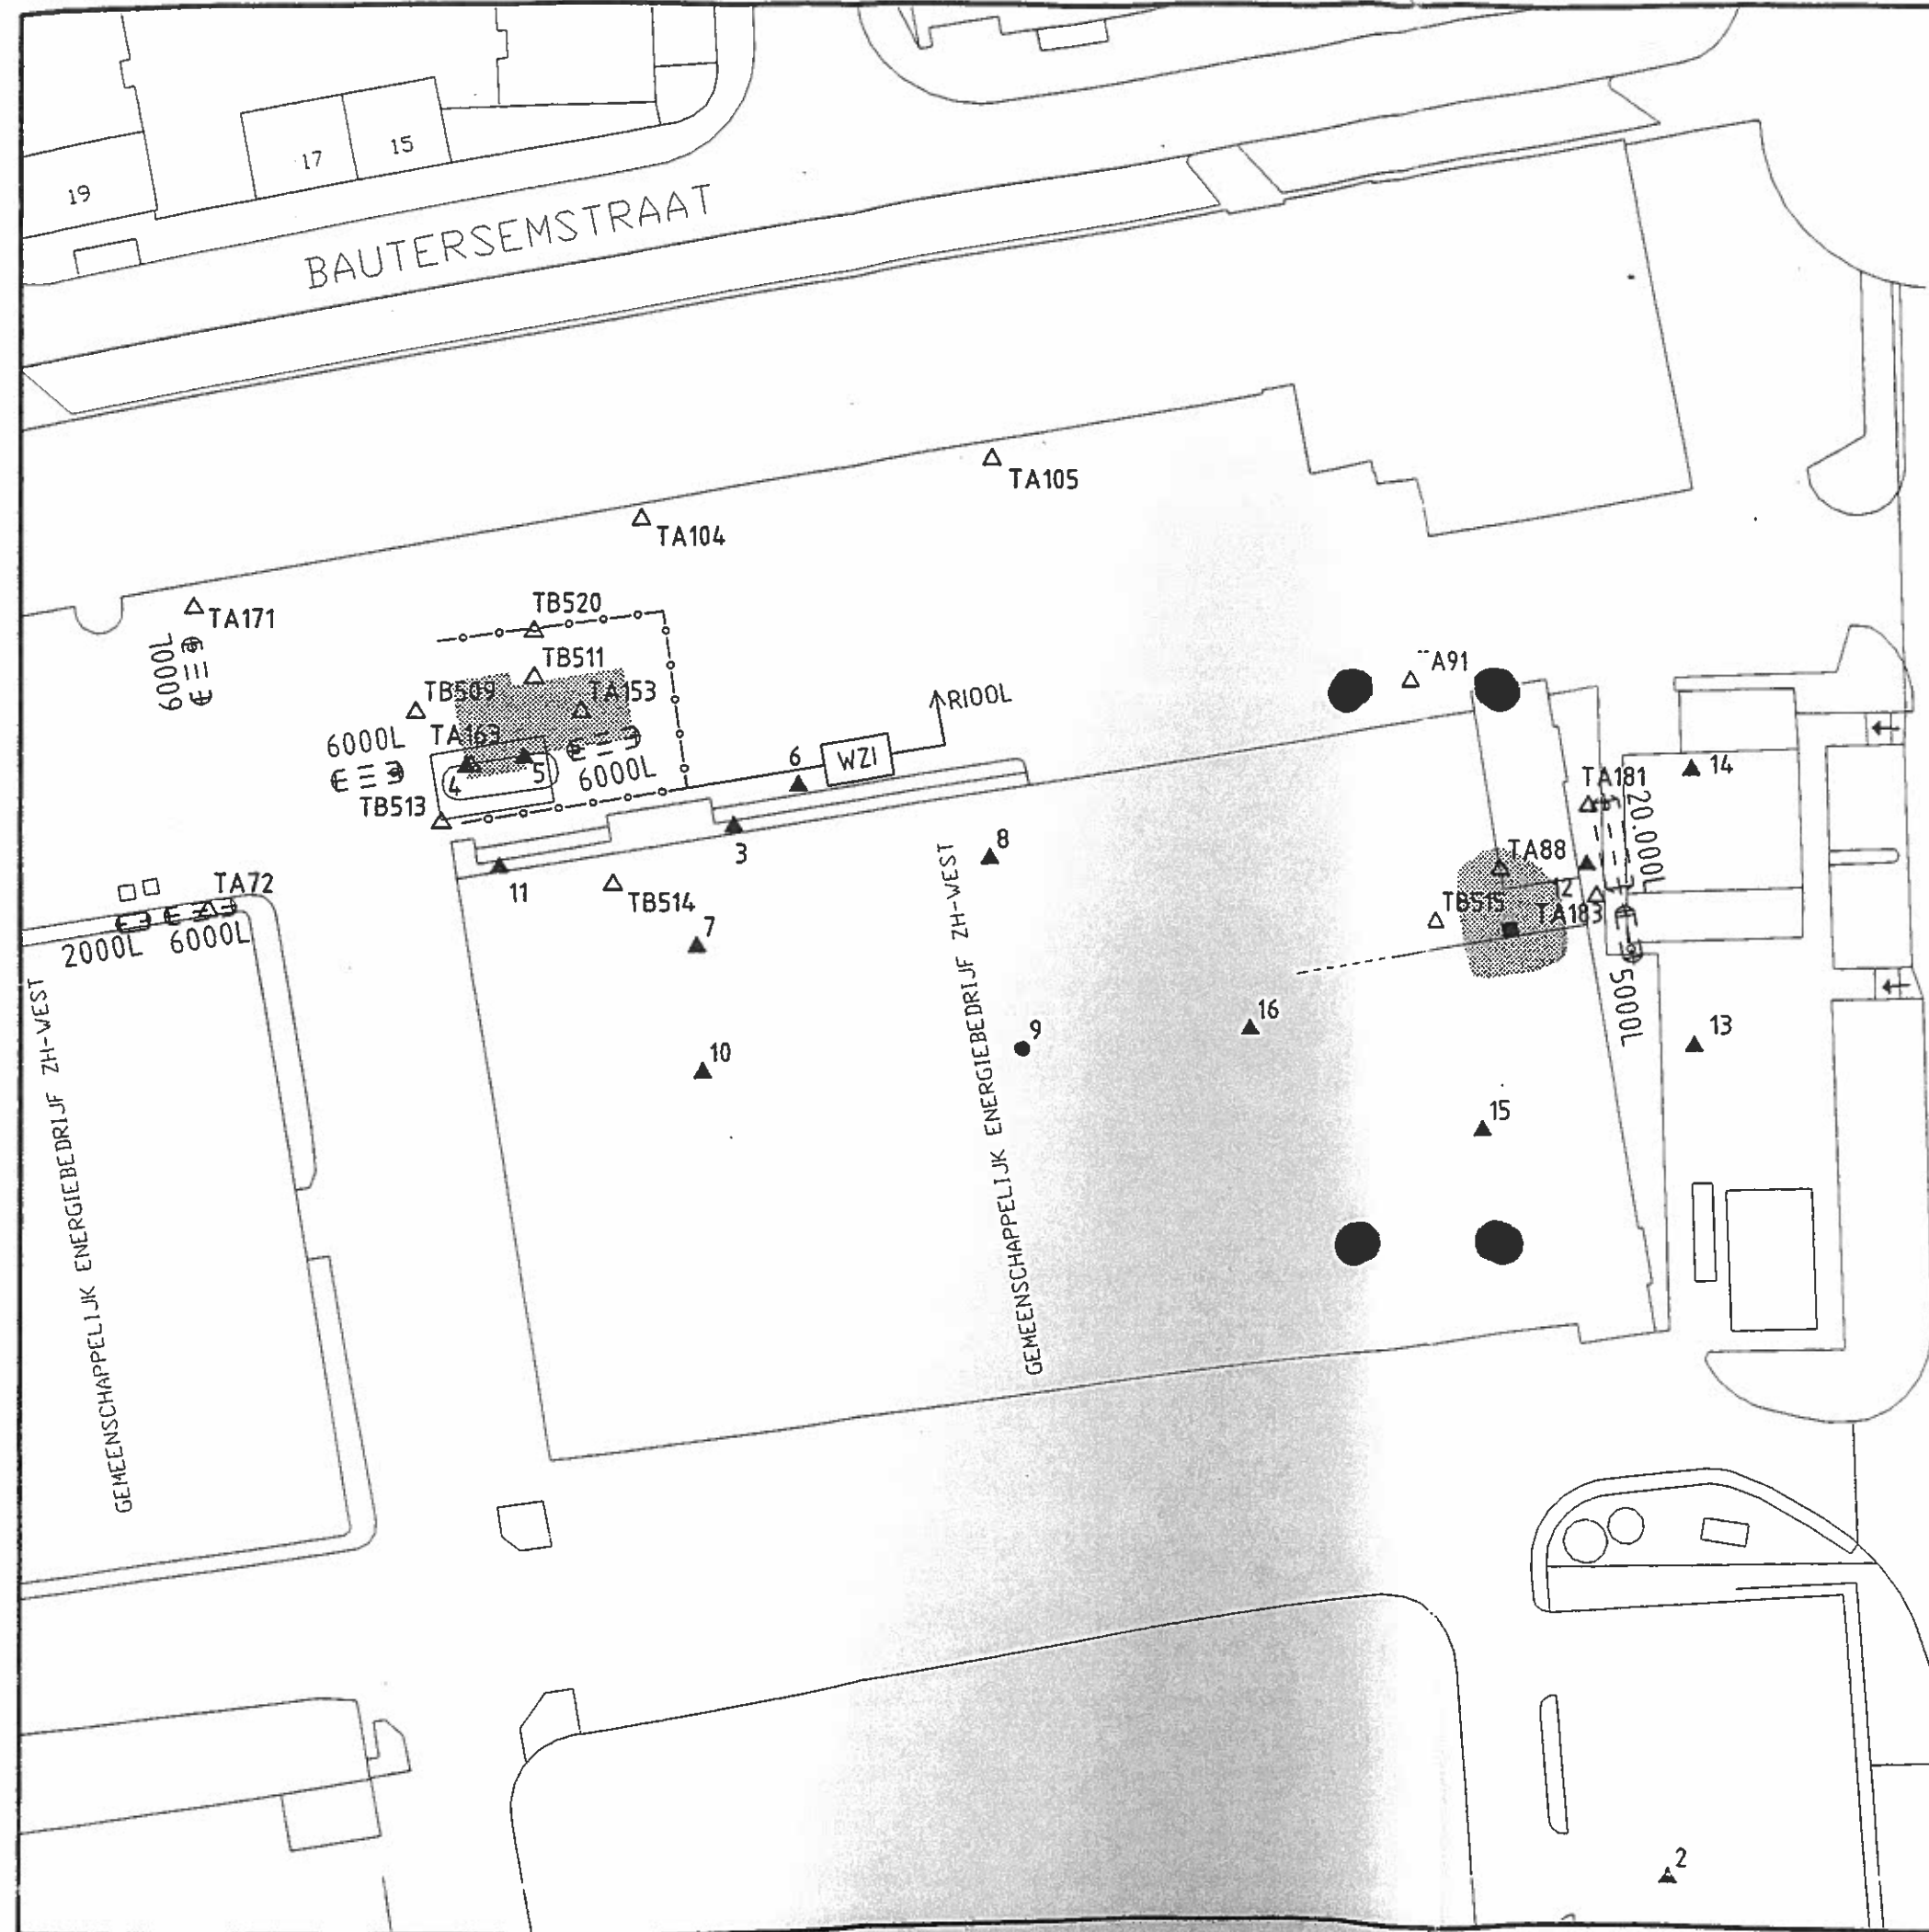 17
15
19
BAUTERSEMSTRAAT
TA105
TA104
TA171
6000L
TB520
TB511
TB509
TA153
TA163
6000L
4
5
6000L
TB513
RIOOL
WZI
6
3
11
TB514
7
8
10
9
16
15
TA72
2000L
6000L
A91
TA181
20.000L
14
TA88
12
TB515
TA183
5000L
13
GEMEENSCHAPPELIJK ENERGIEBEDRIJF ZH-WEST
GEMEENSCHAPPELIJK ENERGIEBEDRIJF ZH-WEST
2